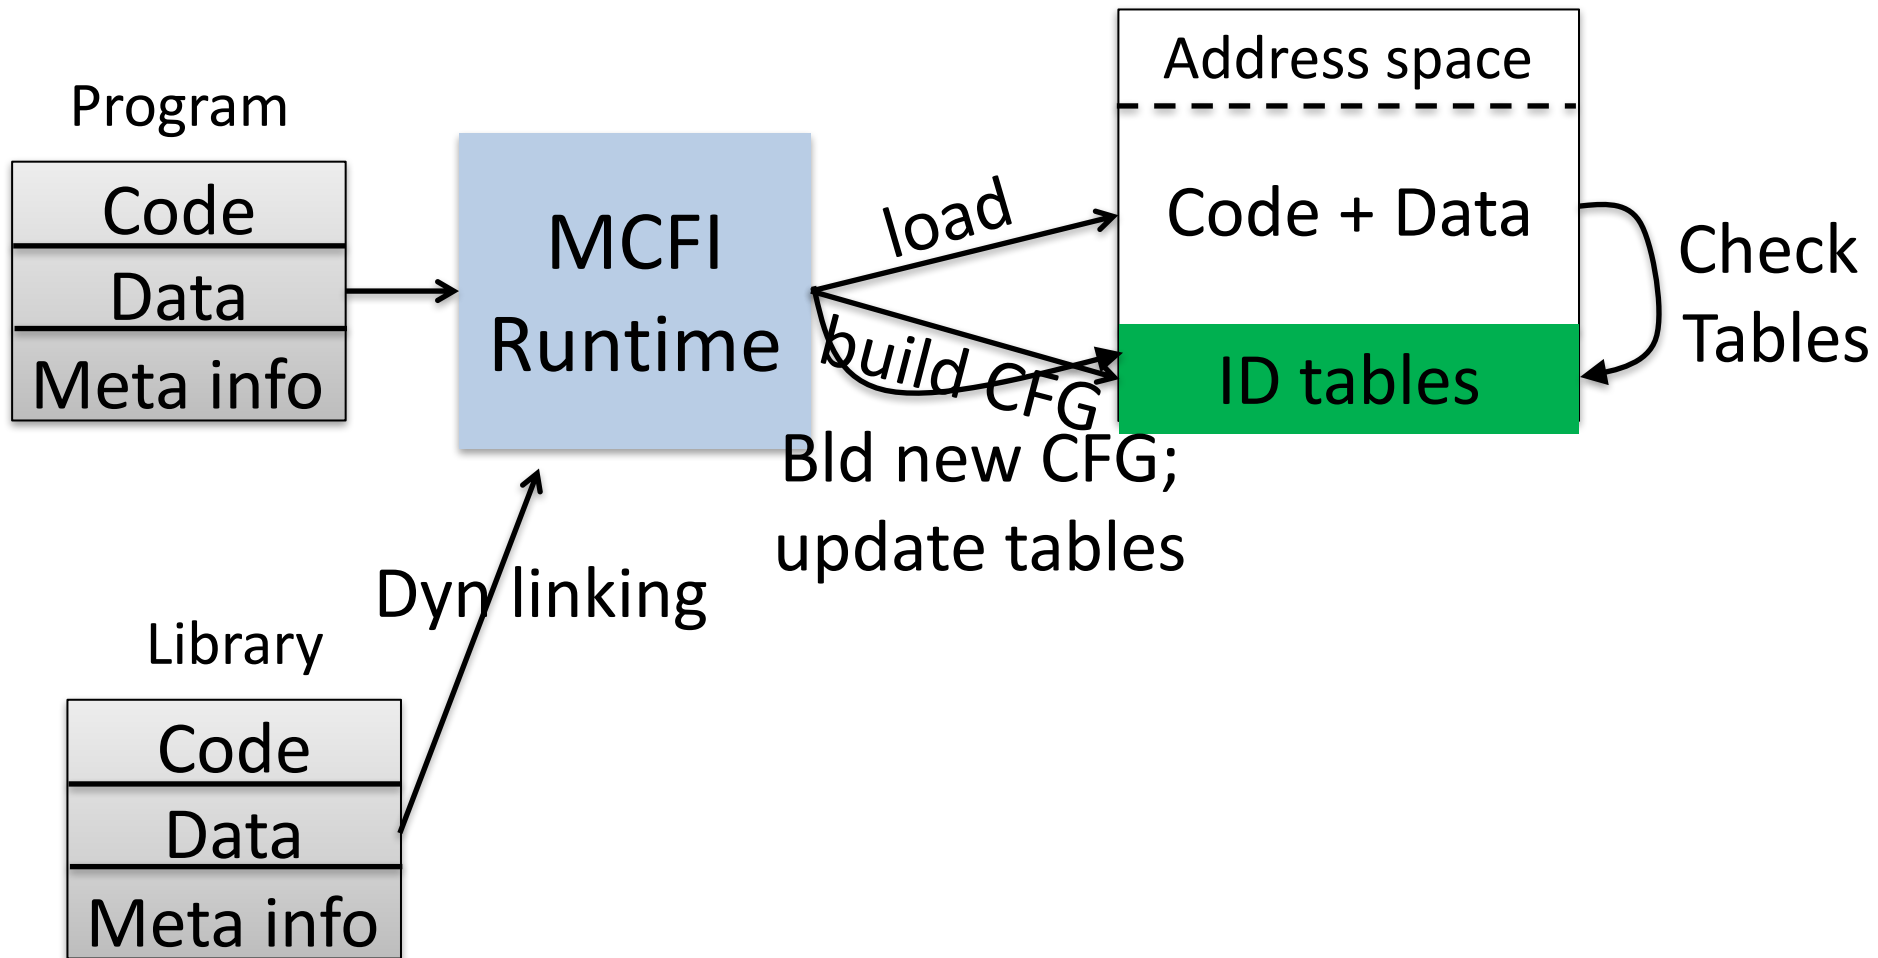 Program
Code
Data
Meta info
MCFI
Runtime
load
build CFG
Bld new CFG;
update tables
Address space
Code + Data
ID tables
Check
Tables
Dyn linking
Library
Code
Data
Meta info